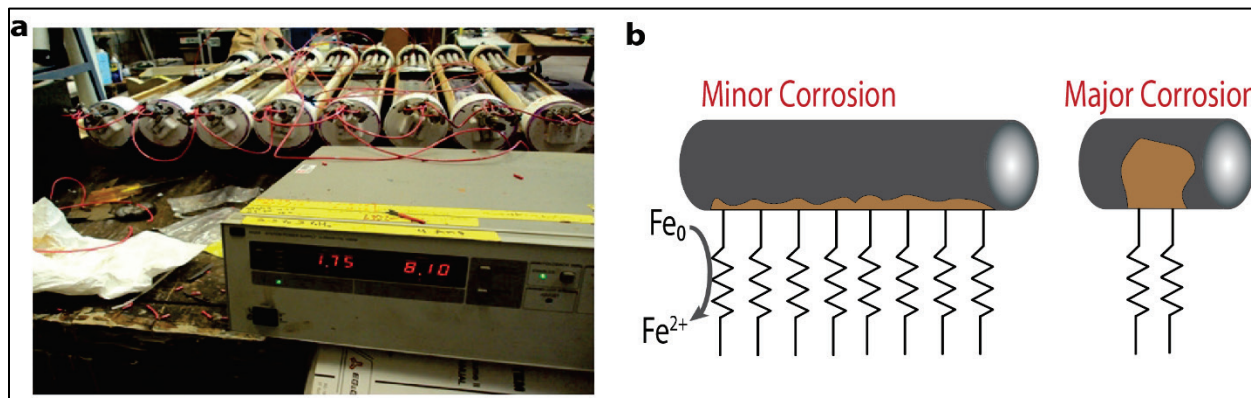 a
b
1.75 8.10
Minor Corrosion
Major Corrosion
Fe₀
Fe²⁺